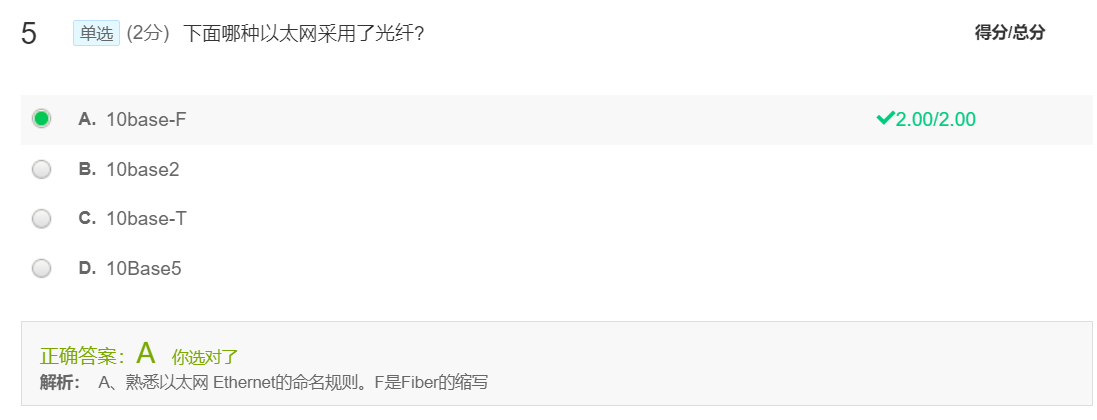 5 单选 (2分) 下面哪种以太网采用了光纤? 得分/总分
A. 10base-F 2.00/2.00
B. 10base2
C. 10base-T
D. 10Base5
正确答案：A 你选对了
解析： A、熟悉以太网 Ethernet的命名规则。F是Fiber的缩写